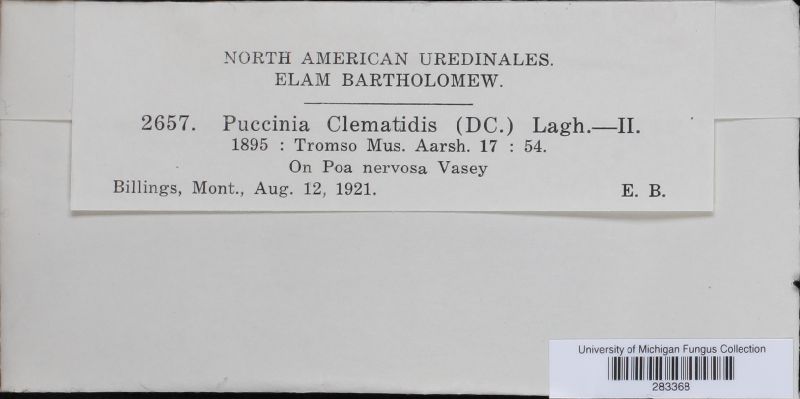 NORTH AMERICAN UREDINALES.
ELAM BARTHOLOMEW.
2657. Puccinia Clematidis (DC.) Lagh.—II.
1895 : Tromso Mus. Aarsh. 17 : 54.
On Poa nervosa Vasey
Billings, Mont., Aug. 12, 1921. E. B.
University of Michigan Fungus Collection
283368